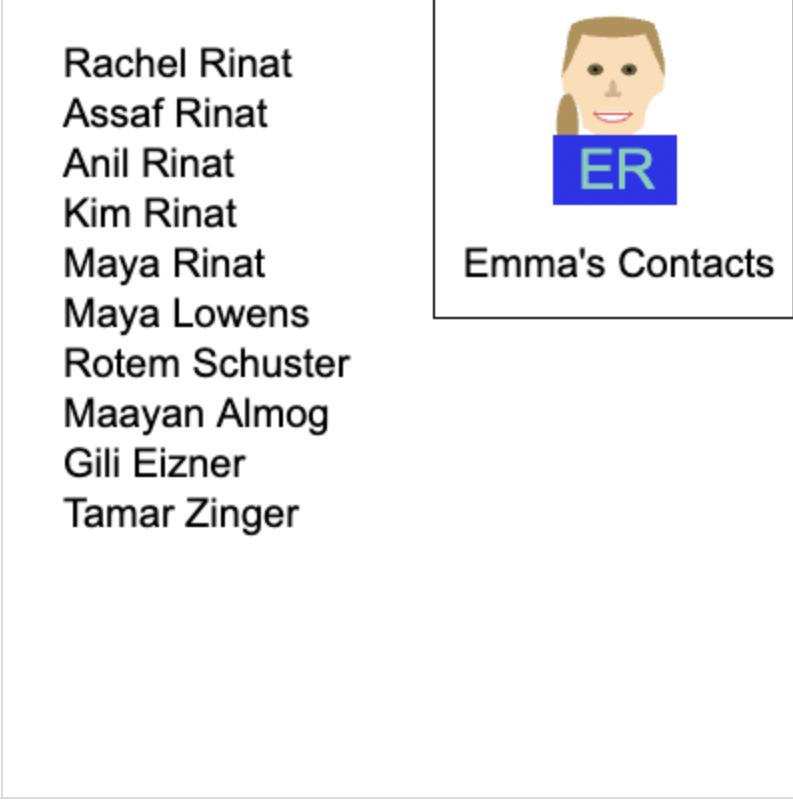 Rachel Rinat
Assaf Rinat
Anil Rinat
Kim Rinat
Maya Rinat
Maya Lowens
Rotem Schuster
Maayan Almog
Gili Eizner
Tamar Zinger
ER
Emma's Contacts